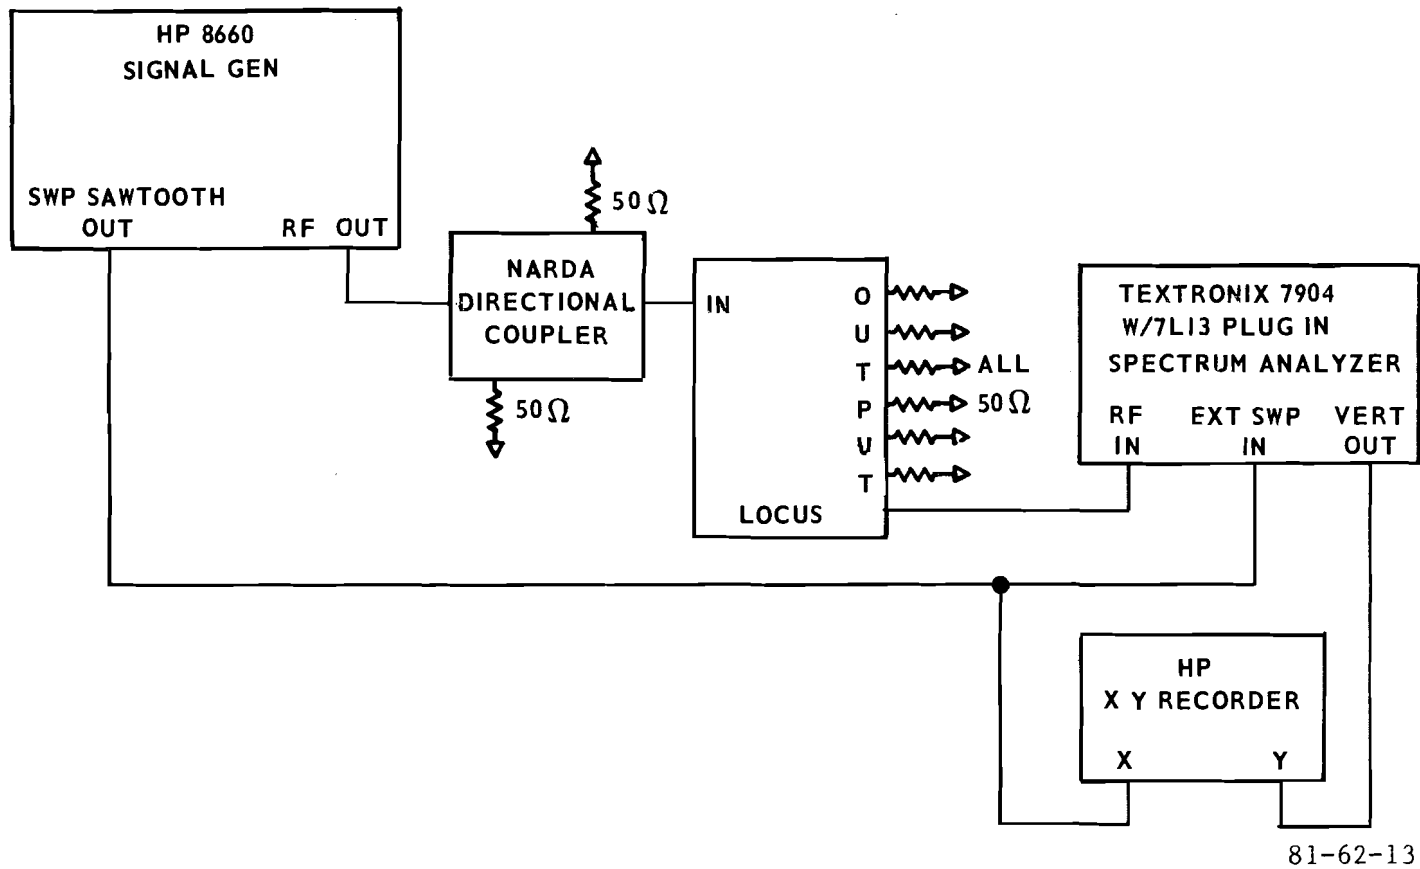 HP 8660
SIGNAL GEN
SWP SAWTOOTH
OUT
RF OUT
50Ω
NARDA
DIRECTIONAL
COUPLER
50Ω
IN
O
U
T
P
U
T
LOCUS
ALL
50Ω
TEXTRONIX 7904
W/7L13 PLUG IN
SPECTRUM ANALYZER
RF
IN
EXT SWP
IN
VERT
OUT
HP
X Y RECORDER
X
Y
81-62-13